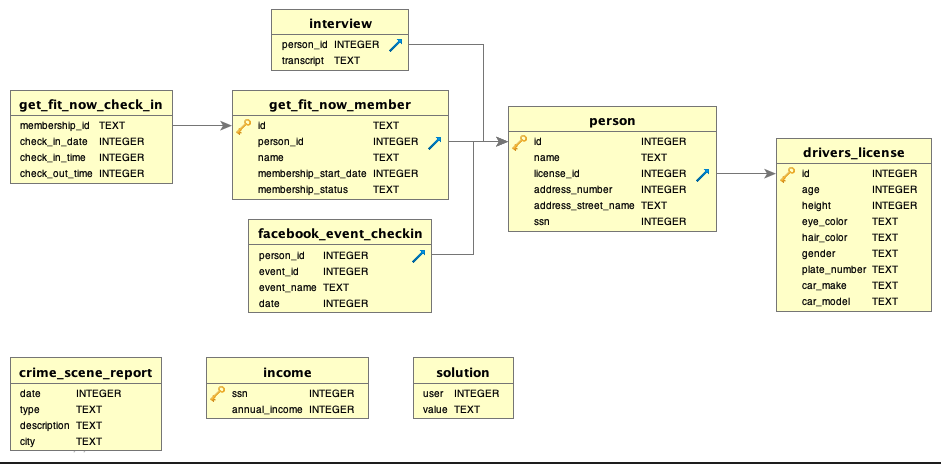 interview
person_id INTEGER
transcript TEXT
get_fit_now_check_in
membership_id TEXT
check_in_date INTEGER
check_in_time INTEGER
check_out_time INTEGER
get_fit_now_member
id TEXT
person_id INTEGER
name TEXT
membership_start_date INTEGER
membership_status TEXT
person
id INTEGER
name TEXT
license_id INTEGER
address_number INTEGER
address_street_name TEXT
ssn INTEGER
drivers_license
id INTEGER
age INTEGER
height INTEGER
eye_color TEXT
hair_color TEXT
gender TEXT
plate_number TEXT
car_make TEXT
car_model TEXT
facebook_event_checkin
person_id INTEGER
event_id INTEGER
event_name TEXT
date INTEGER
crime_scene_report
date INTEGER
type TEXT
description TEXT
city TEXT
income
ssn INTEGER
annual_income INTEGER
solution
user INTEGER
value TEXT